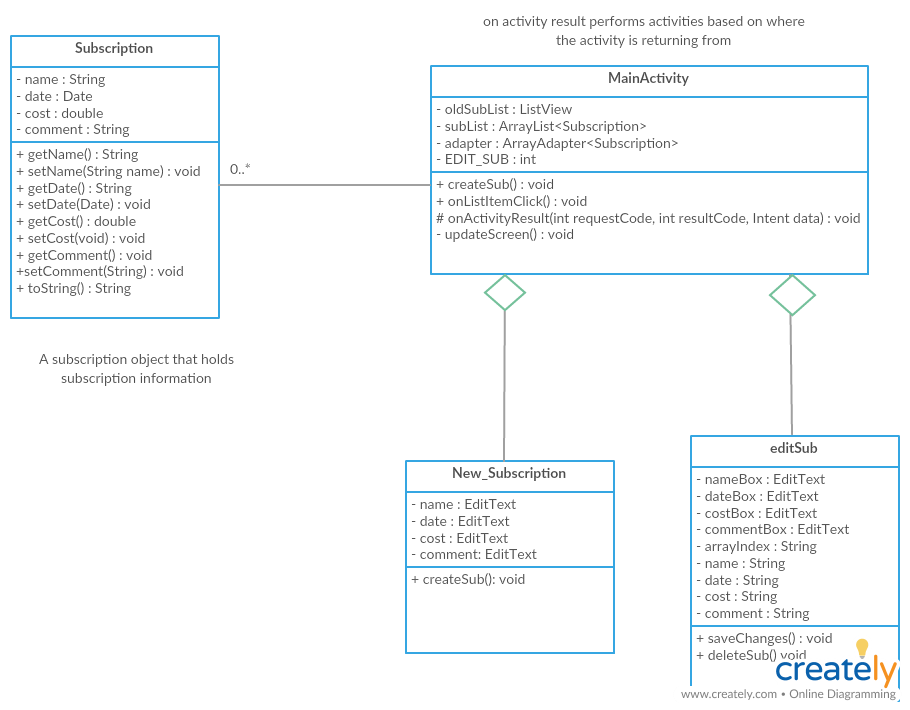 on activity result performs activities based on where
the activity is returning from
Subscription
- name : String
- date : Date
- cost : double
- comment : String
+ getName() : String
+ setName(String name) : void
+ getDate() : String
+ setDate(Date) : void
+ getCost() : double
+ setCost(void) : void
+ getComment() : void
+setComment(String) : void
+ toString() : String
0..*
MainActivity
- oldSubList : ListView
- subList : ArrayList<Subscription>
- adapter : ArrayAdapter<Subscription>
- EDIT_SUB : int
+ createSub() : void
+ onListItemClick() : void
# onActivityResult(int requestCode, int resultCode, Intent data) : void
- updateScreen() : void
A subscription object that holds
subscription information
New_Subscription
- name : EditText
- date : EditText
- cost : EditText
- comment: EditText
+ createSub(): void
editSub
- nameBox : EditText
- dateBox : EditText
- costBox : EditText
- commentBox : EditText
- arrayIndex : String
- name : String
- date : String
- cost : String
- comment : String
+ saveChanges() : void
+ deleteSub() void
creately
www.creately.com • Online Diagramming